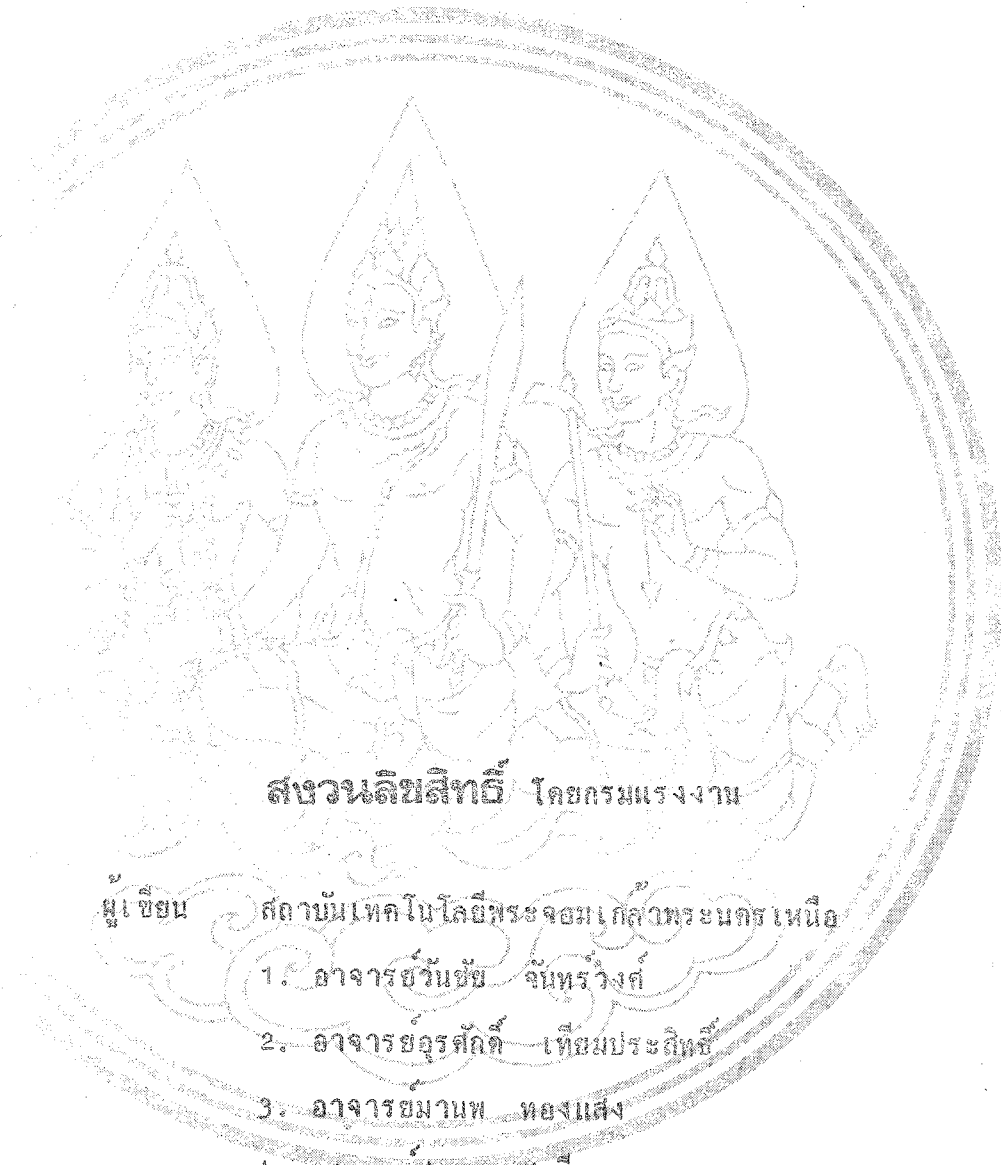 สงวนลิขสิทธิ์ โดยกรมแรงงาน
ผู้เขียน สถาบันเทคโนโลยีพระจอมเกล้าพระนครเหนือ
1. อาจารย์วันชัย จันทร์วงศ์
2. อาจารย์อุรศักดิ์ เทียมประสิทธิ์
3. อาจารย์มานพ ทองแสง